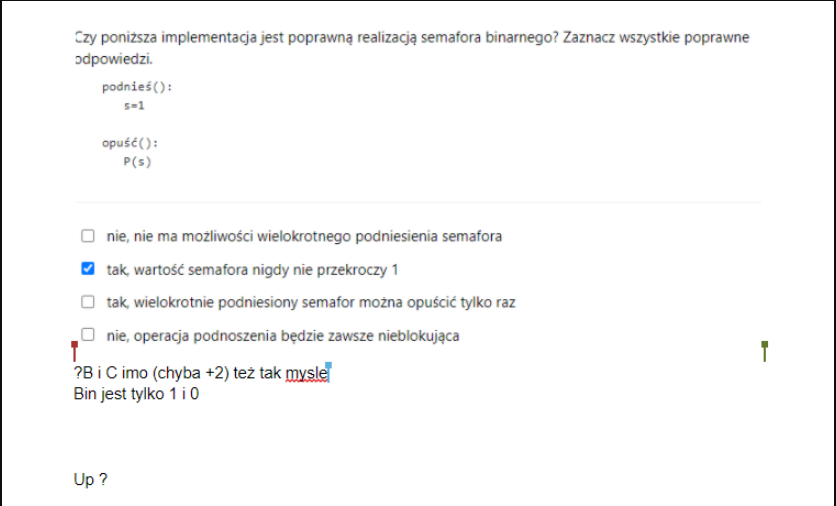 Czy poniższa implementacja jest poprawną realizacją semafora binarnego? Zaznacz wszystkie poprawne
odpowiedzi.
podnieś():
s=1
opuść():
P(s)
nie, nie ma możliwości wielokrotnego podniesienia semafora
tak, wartość semafora nigdy nie przekroczy 1
tak, wielokrotnie podniesiony semafor można opuścić tylko raz
nie, operacja podnoszenia będzie zawsze nieblokująca
?B i C imo (chyba +2) też tak mysle
Bin jest tylko 1 i 0
Up ?